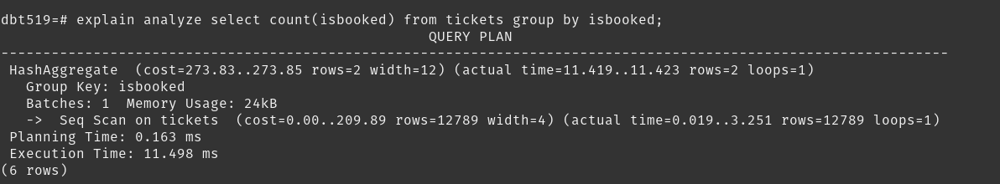 dbt519=# explain analyze select count(isbooked) from tickets group by isbooked;
QUERY PLAN
-----------------------------------------------------------------------------------------------------------------
HashAggregate  (cost=273.83..273.85 rows=2 width=12) (actual time=11.419..11.423 rows=2 loops=1)
Group Key: isbooked
Batches: 1  Memory Usage: 24kB
->  Seq Scan on tickets  (cost=0.00..209.89 rows=12789 width=4) (actual time=0.019..3.251 rows=12789 loops=1)
Planning Time: 0.163 ms
Execution Time: 11.498 ms
(6 rows)